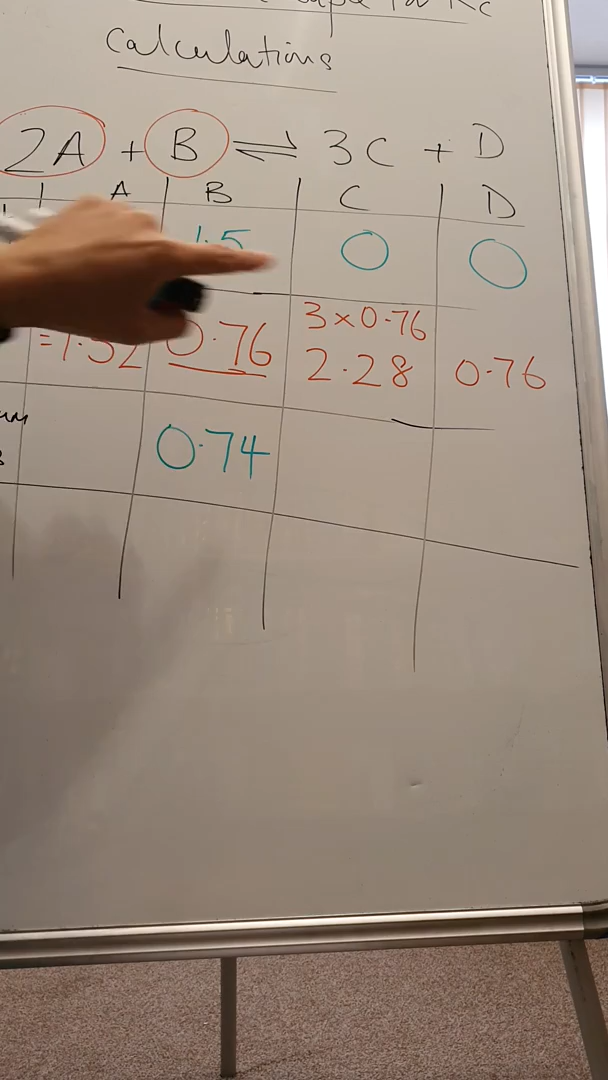 Kc
Calculations
2A + B ⇌ 3C + D
A B C D
1.5 0 0
3×0.76
=1.52 0.76 2.28 0.76
0.74